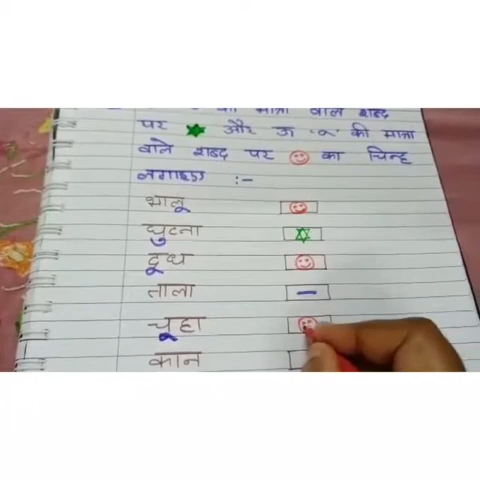 की मात्रा वाले शब्द
पर और ऊ ' ू ' की मात्रा
वाले शब्द पर का चिन्ह
लगाइए :-
भालू
घुटना
दूध
ताला –
चूहा
कान